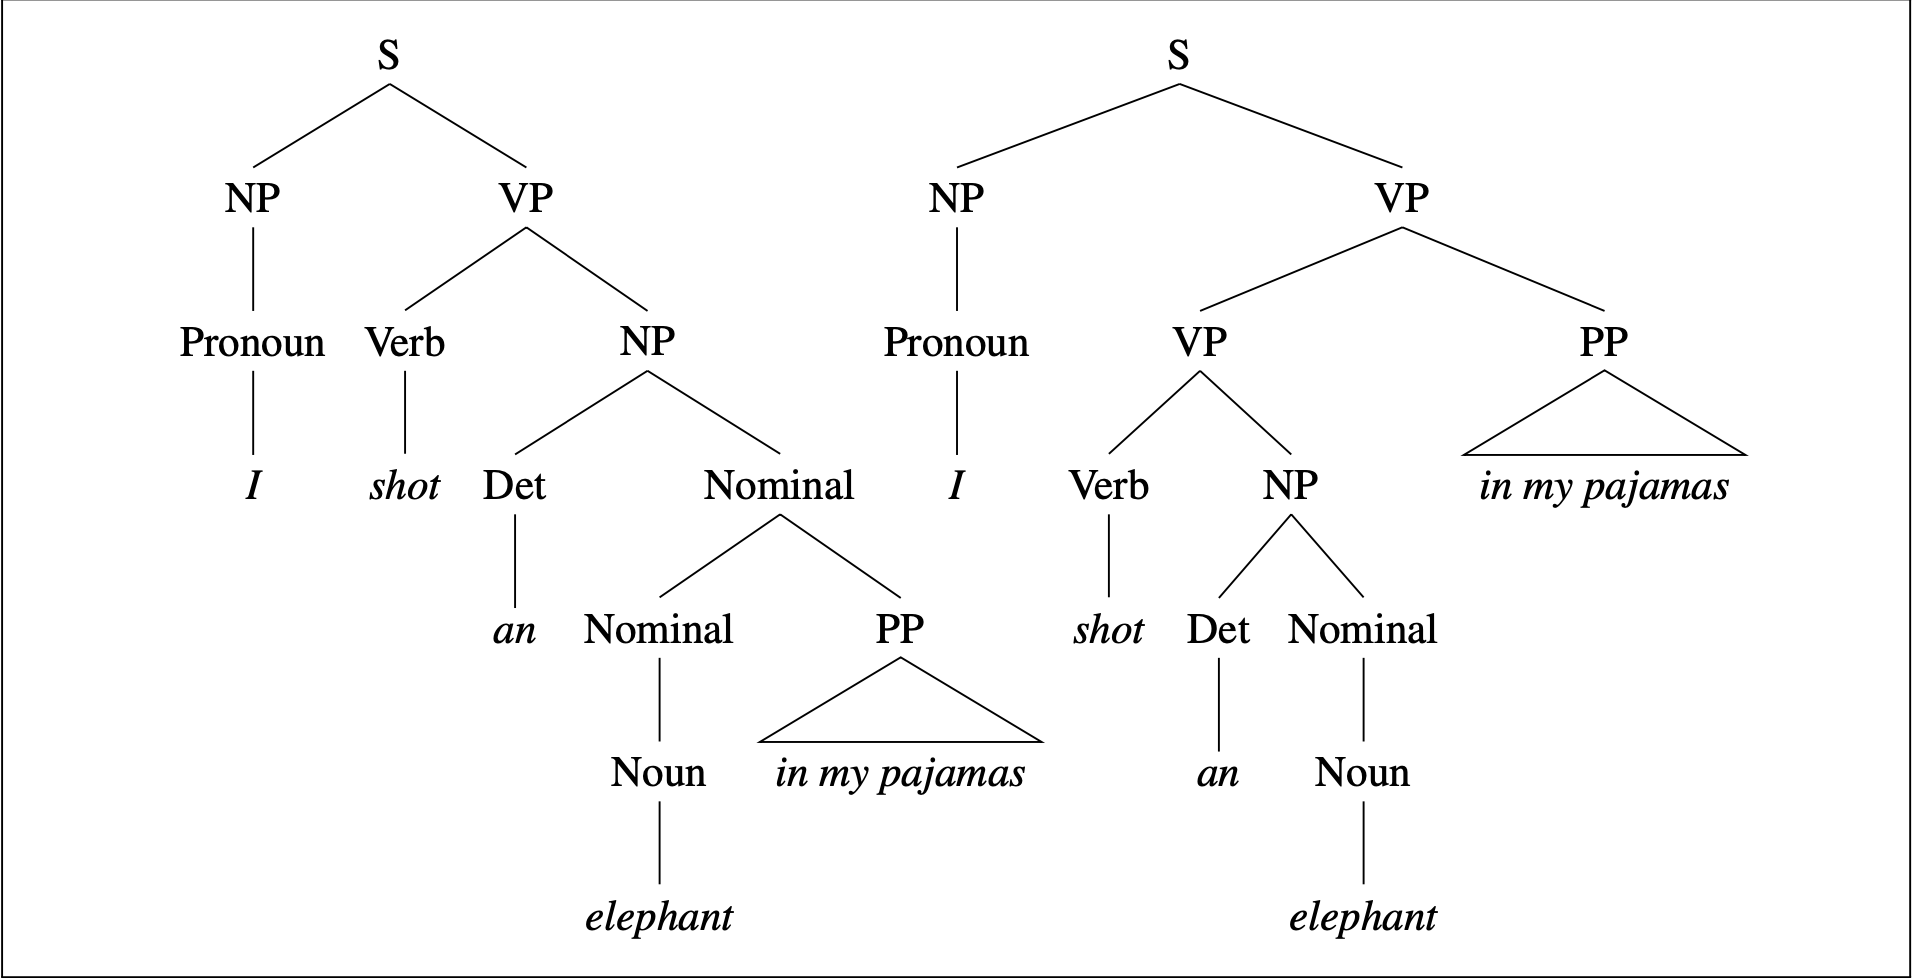 S S
NP VP NP VP
Pronoun Verb NP Pronoun VP PP
I shot Det Nominal I Verb NP in my pajamas
an Nominal PP shot Det Nominal
Noun in my pajamas an Noun
elephant elephant